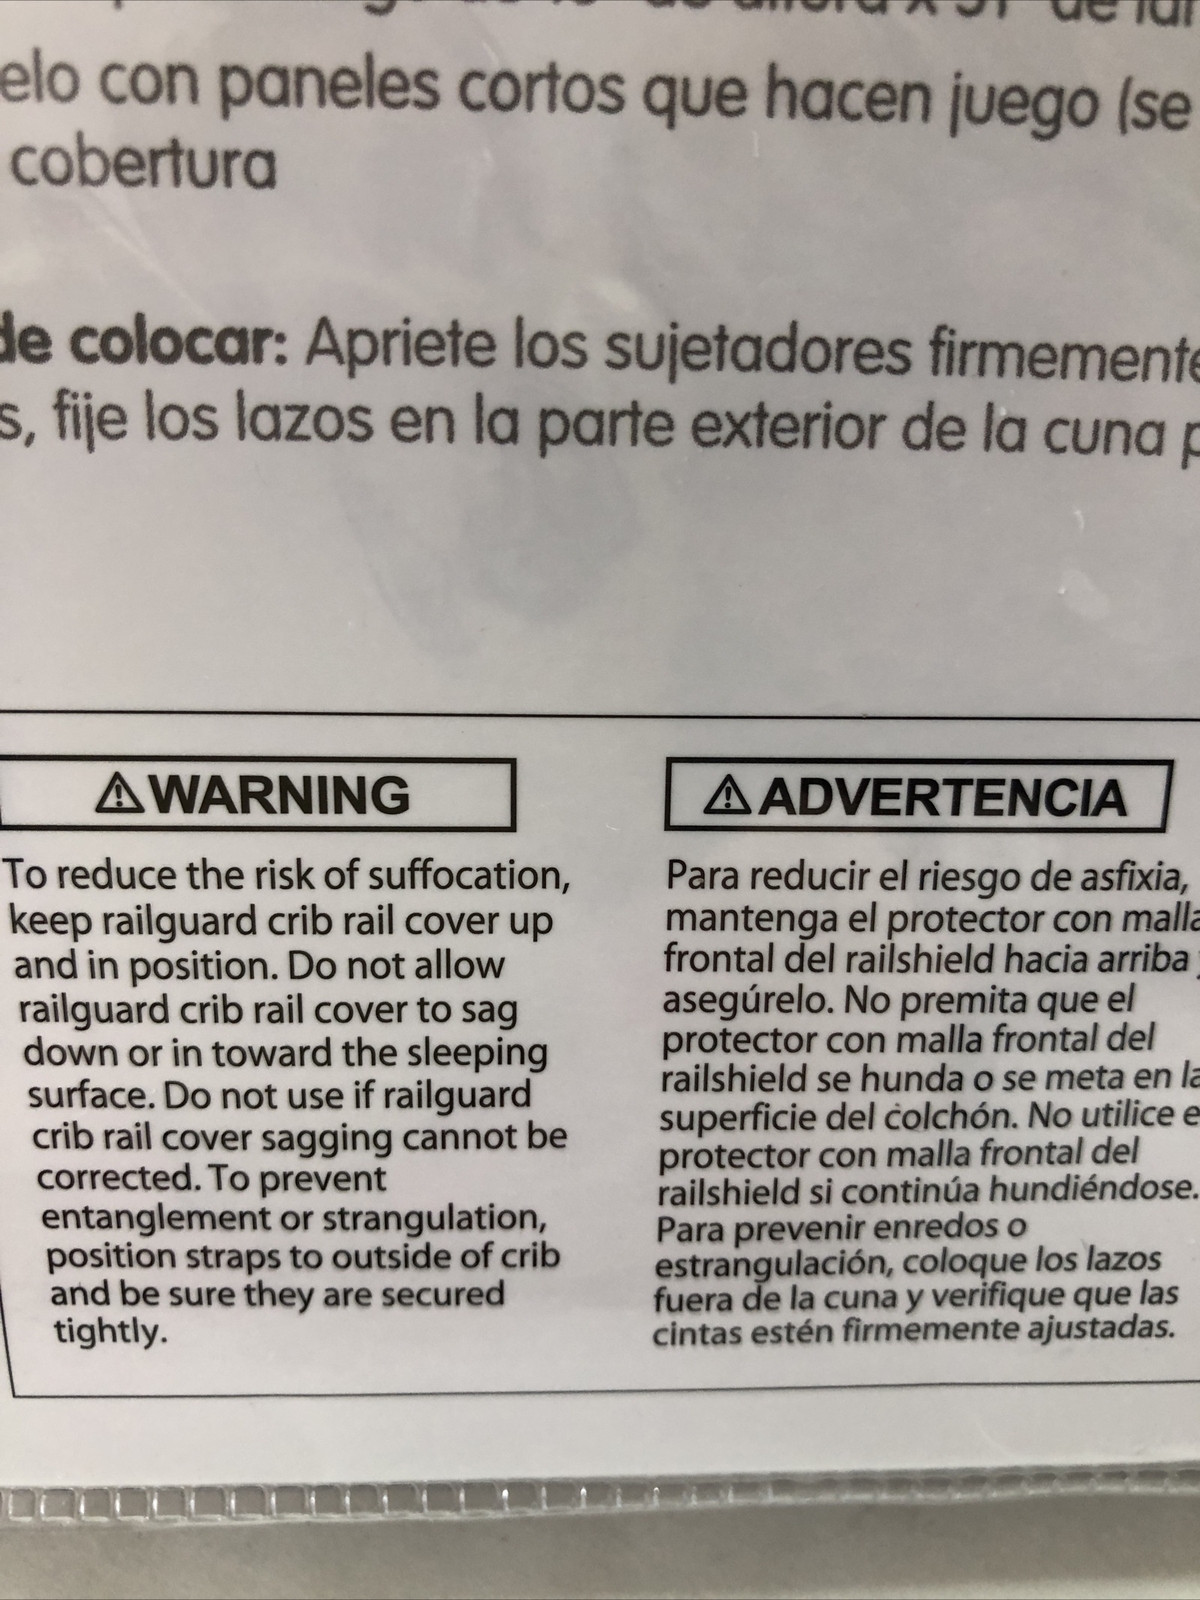 elo con paneles cortos que hacen juego (se
cobertura
de colocar: Apriete los sujetadores firmemente
s, fije los lazos en la parte exterior de la cuna p
⚠WARNING
To reduce the risk of suffocation,
keep railguard crib rail cover up
and in position. Do not allow
railguard crib rail cover to sag
down or in toward the sleeping
surface. Do not use if railguard
crib rail cover sagging cannot be
corrected. To prevent
entanglement or strangulation,
position straps to outside of crib
and be sure they are secured
tightly.
⚠ADVERTENCIA
Para reducir el riesgo de asfixia,
mantenga el protector con malla
frontal del railshield hacia arriba y
asegúrelo. No premita que el
protector con malla frontal del
railshield se hunda o se meta en la
superficie del colchón. No utilice e
protector con malla frontal del
railshield si continúa hundiéndose.
Para prevenir enredos o
estrangulación, coloque los lazos
fuera de la cuna y verifique que las
cintas estén firmemente ajustadas.